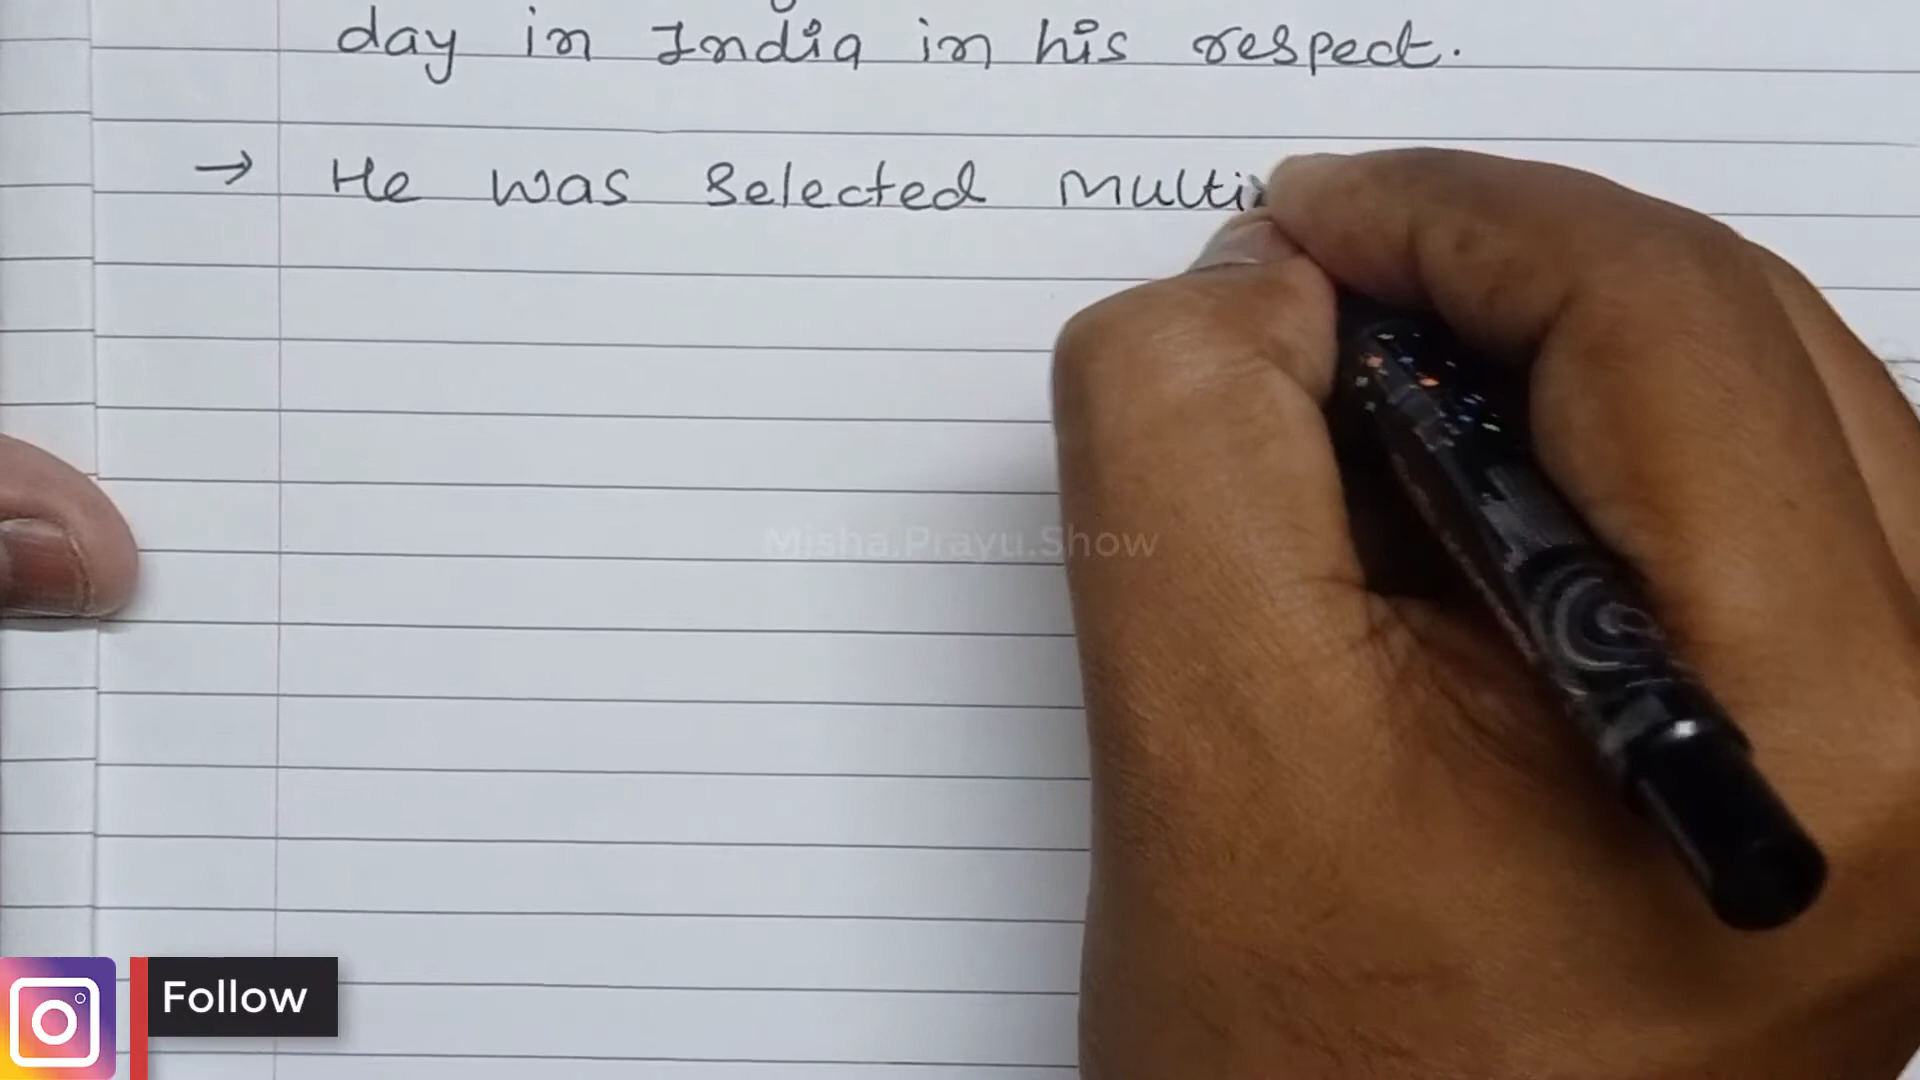 day in India in his respect.
→ He was Selected Multi
Misha.Prayu.Show
Follow